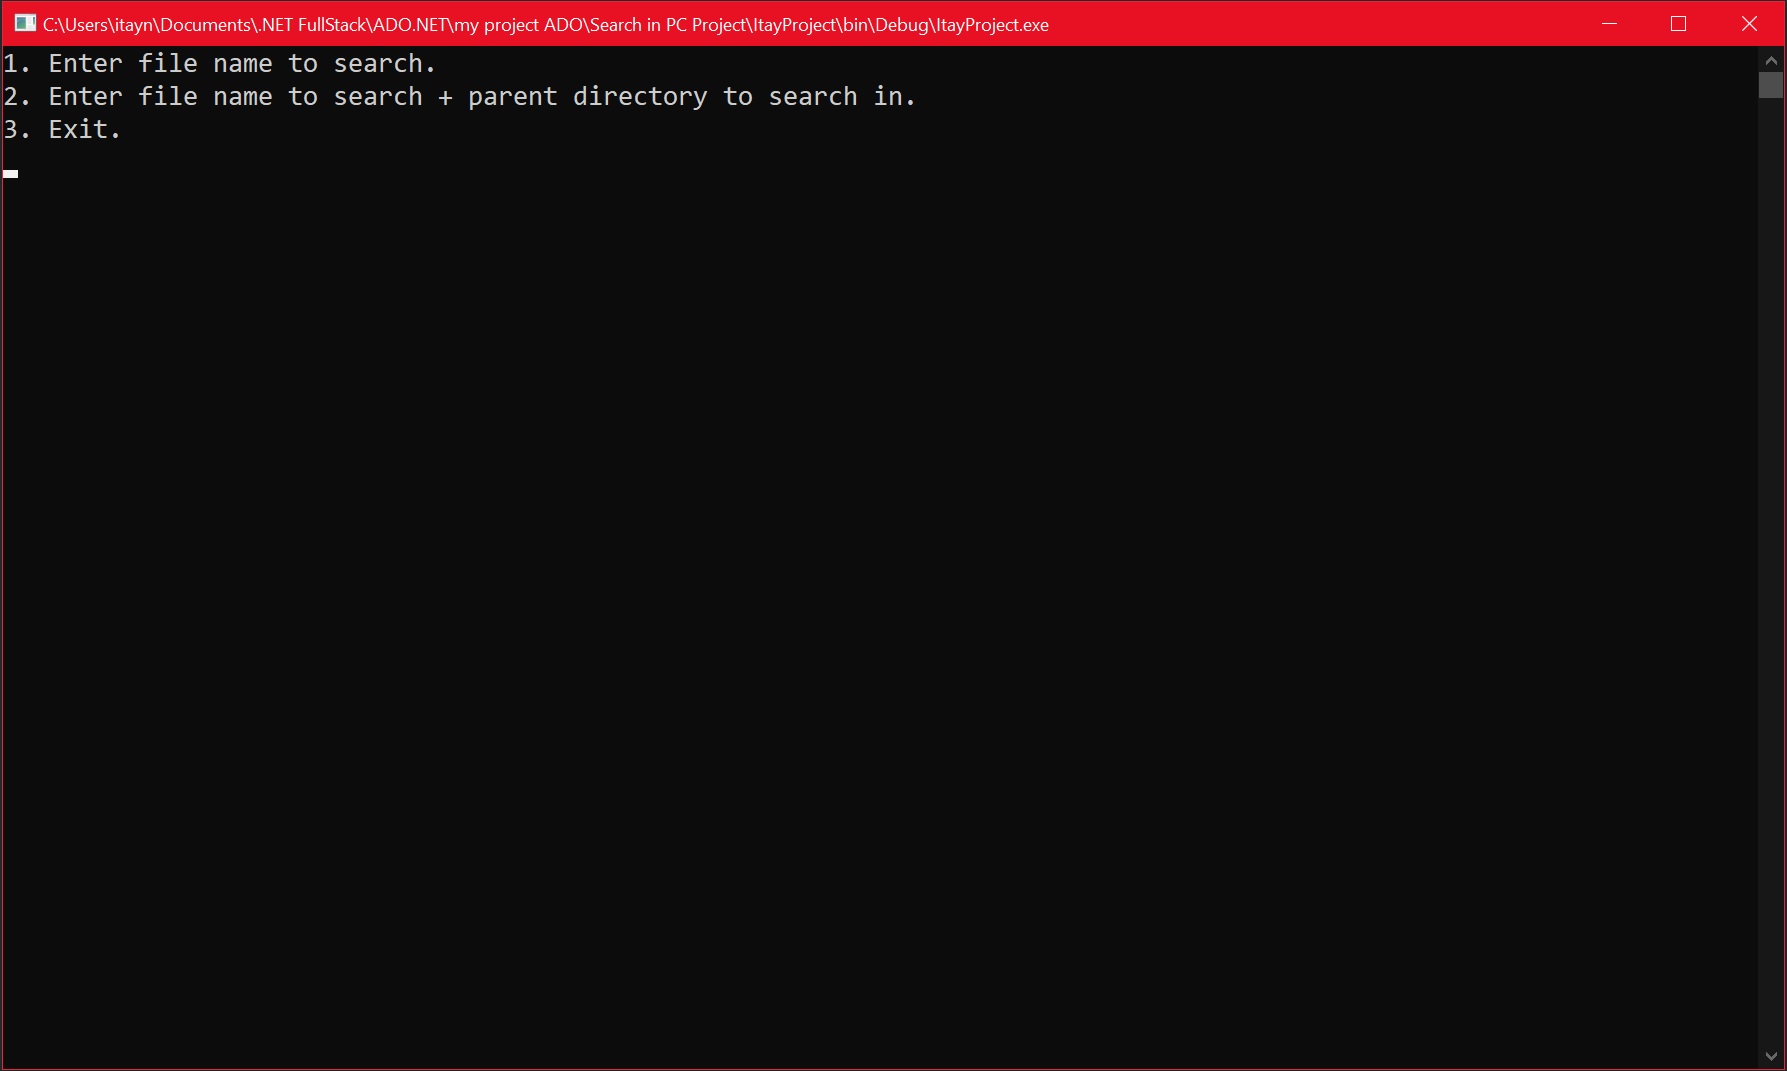 C:\Users\itayn\Documents\.NET FullStack\ADO.NET\my project ADO\Search in PC Project\ItayProject\bin\Debug\ItayProject.exe
1. Enter file name to search.
2. Enter file name to search + parent directory to search in.
3. Exit.